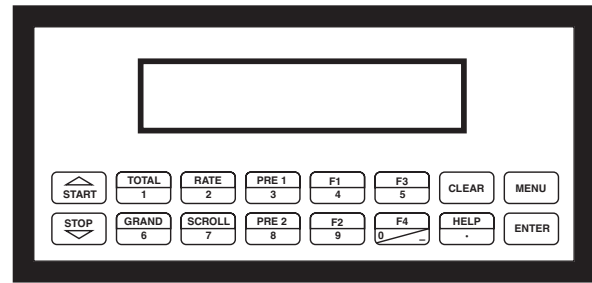 START
TOTAL 1
RATE 2
PRE 1 3
F1 4
F3 5
CLEAR
MENU
STOP
GRAND 6
SCROLL 7
PRE 2 8
F2 9
F4 0 –
HELP .
ENTER